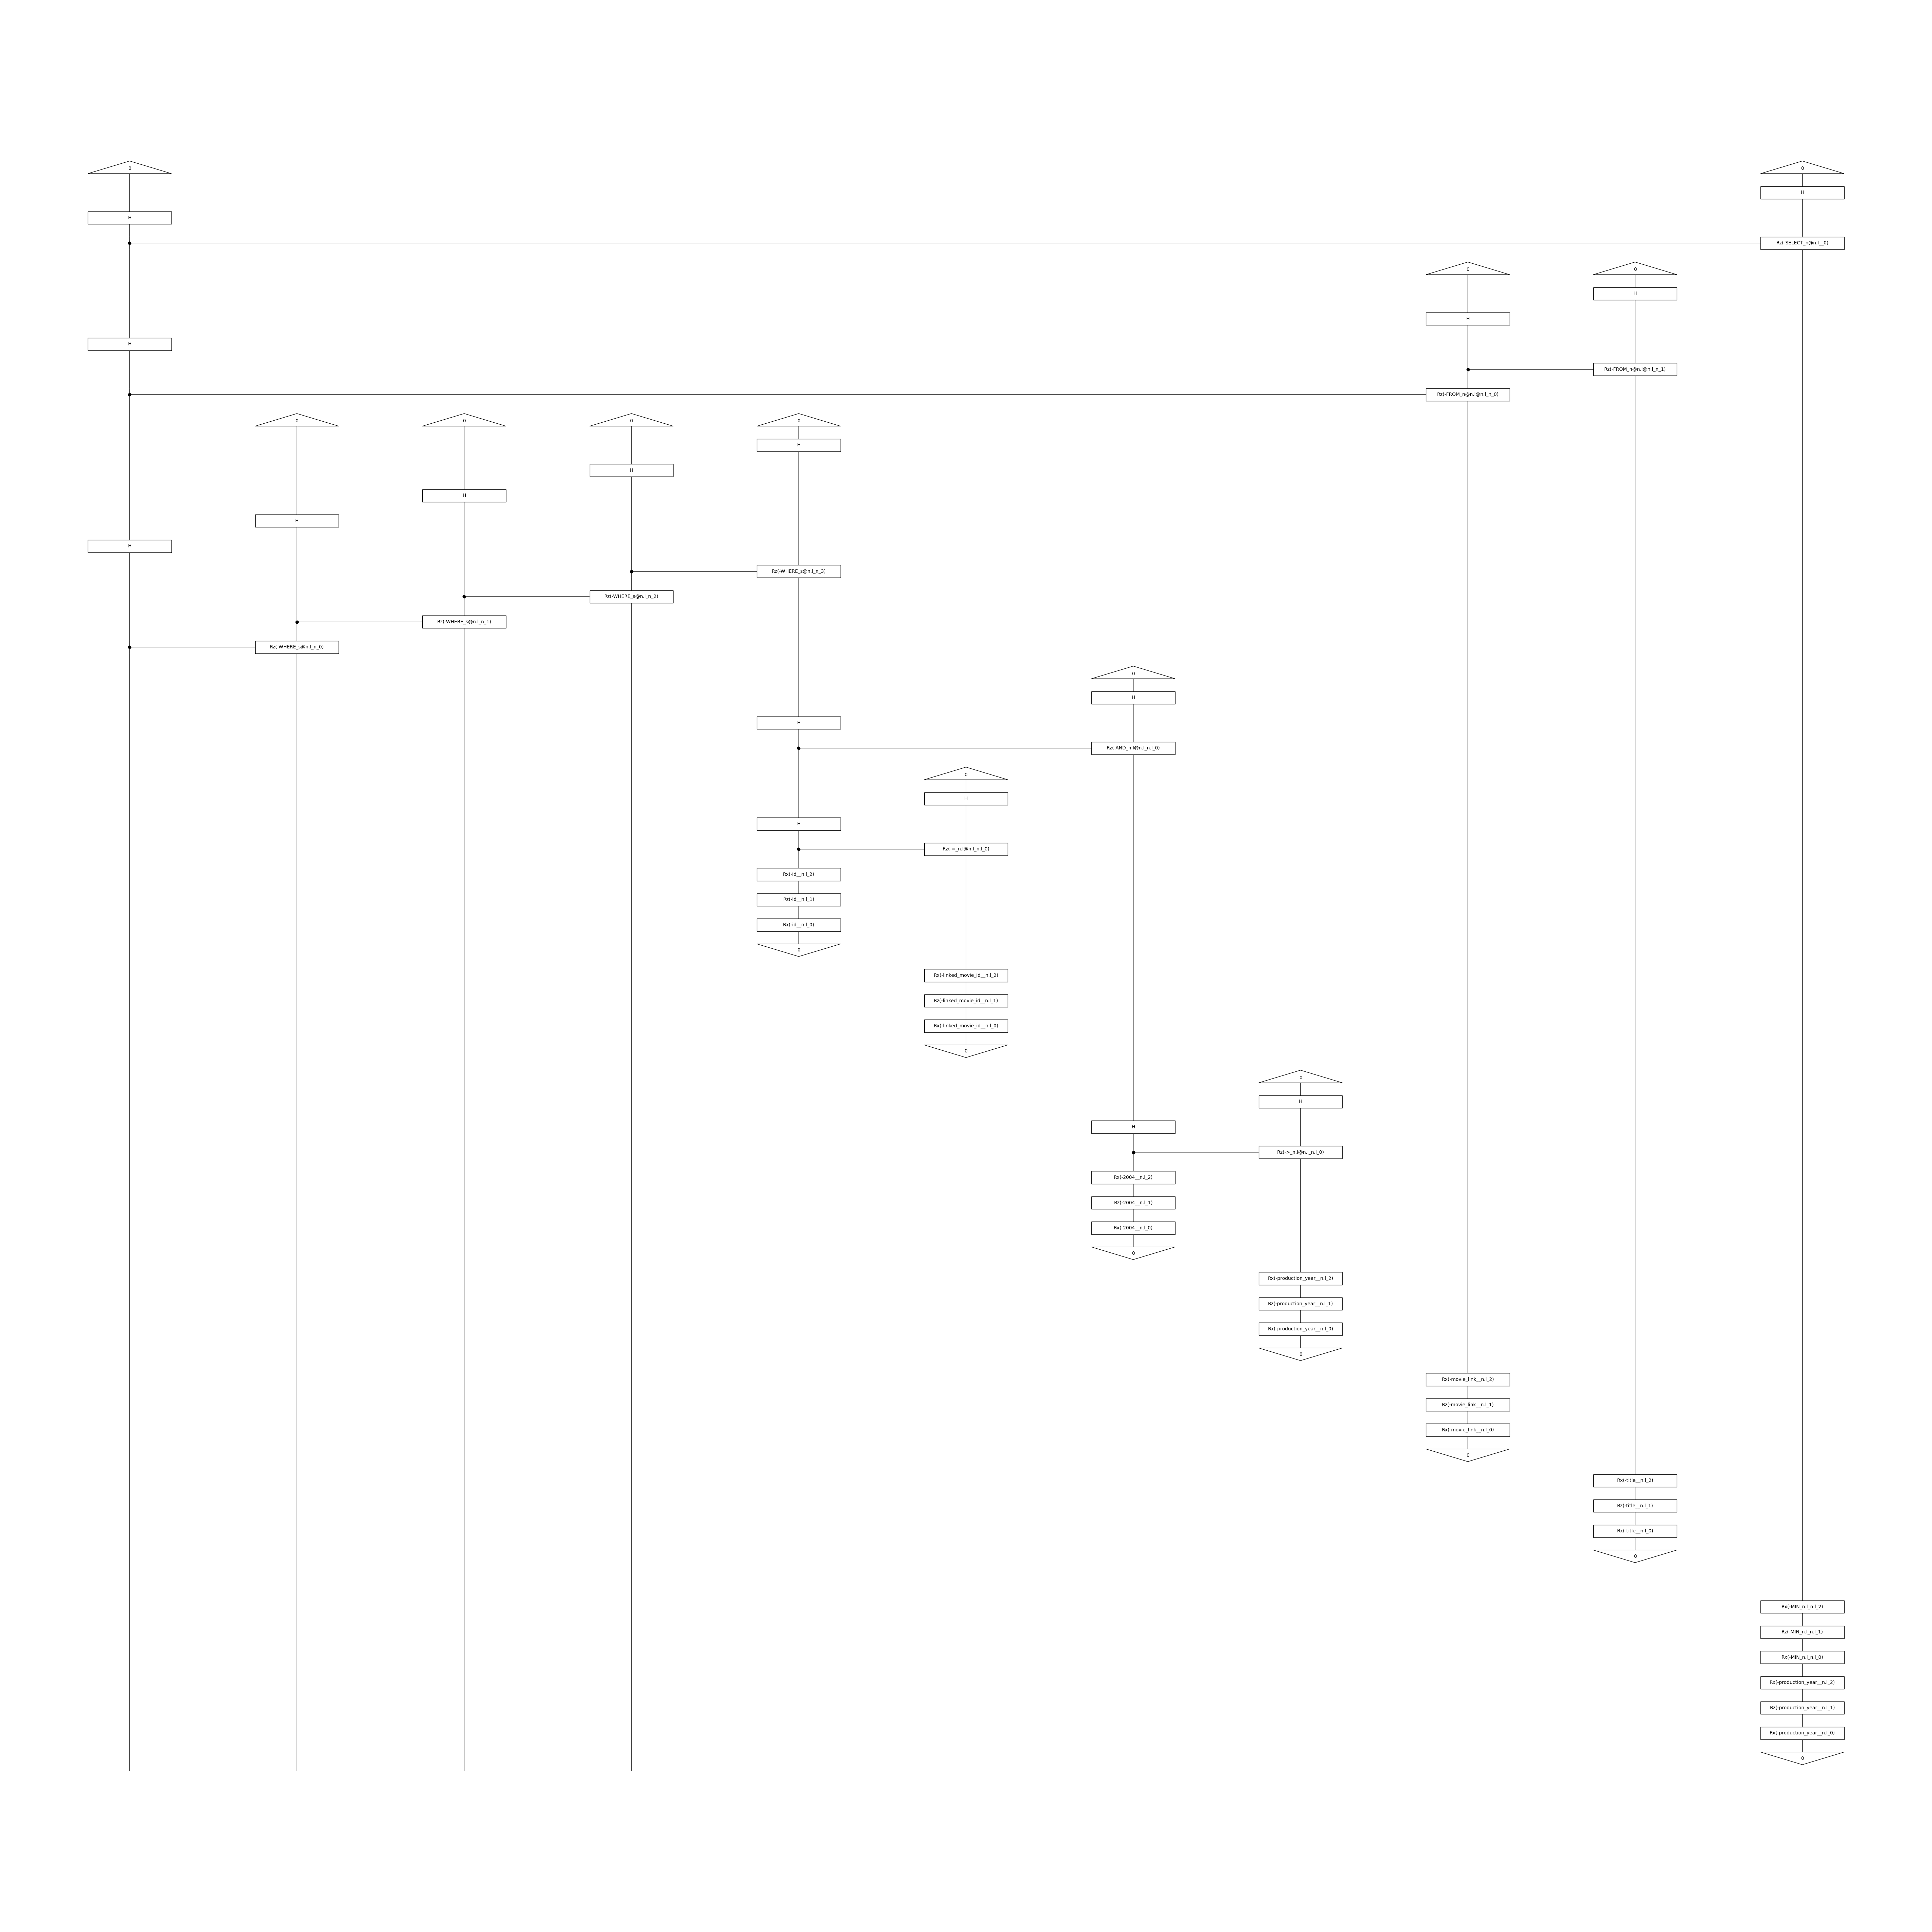 0 0
H
H
Rz(-SELECT_n@n.l__0)
0 0
H
H
H
Rz(-FROM_n@n.l@n.l_n_1)
Rz(-FROM_n@n.l@n.l_n_0)
0 0 0 0
H
H
H
H
H
Rz(-WHERE_s@n.l_n_3)
Rz(-WHERE_s@n.l_n_2)
Rz(-WHERE_s@n.l_n_1)
Rz(-WHERE_s@n.l_n_0)
0
H
H
Rz(-AND_n.l@n.l_n.l_0)
0
H
H
Rz(-=_n.l@n.l_n.l_0)
Rx(-id__n.l_2)
Rz(-id__n.l_1)
Rx(-id__n.l_0)
0
Rx(-linked_movie_id__n.l_2)
Rz(-linked_movie_id__n.l_1)
Rx(-linked_movie_id__n.l_0)
0
0
H
H
Rz(->_n.l@n.l_n.l_0)
Rx(-2004__n.l_2)
Rz(-2004__n.l_1)
Rx(-2004__n.l_0)
0
Rx(-production_year__n.l_2)
Rz(-production_year__n.l_1)
Rx(-production_year__n.l_0)
0
Rx(-movie_link__n.l_2)
Rz(-movie_link__n.l_1)
Rx(-movie_link__n.l_0)
0
Rx(-title__n.l_2)
Rz(-title__n.l_1)
Rx(-title__n.l_0)
0
Rx(-MIN_n.l_n.l_2)
Rz(-MIN_n.l_n.l_1)
Rx(-MIN_n.l_n.l_0)
Rx(-production_year__n.l_2)
Rz(-production_year__n.l_1)
Rx(-production_year__n.l_0)
0